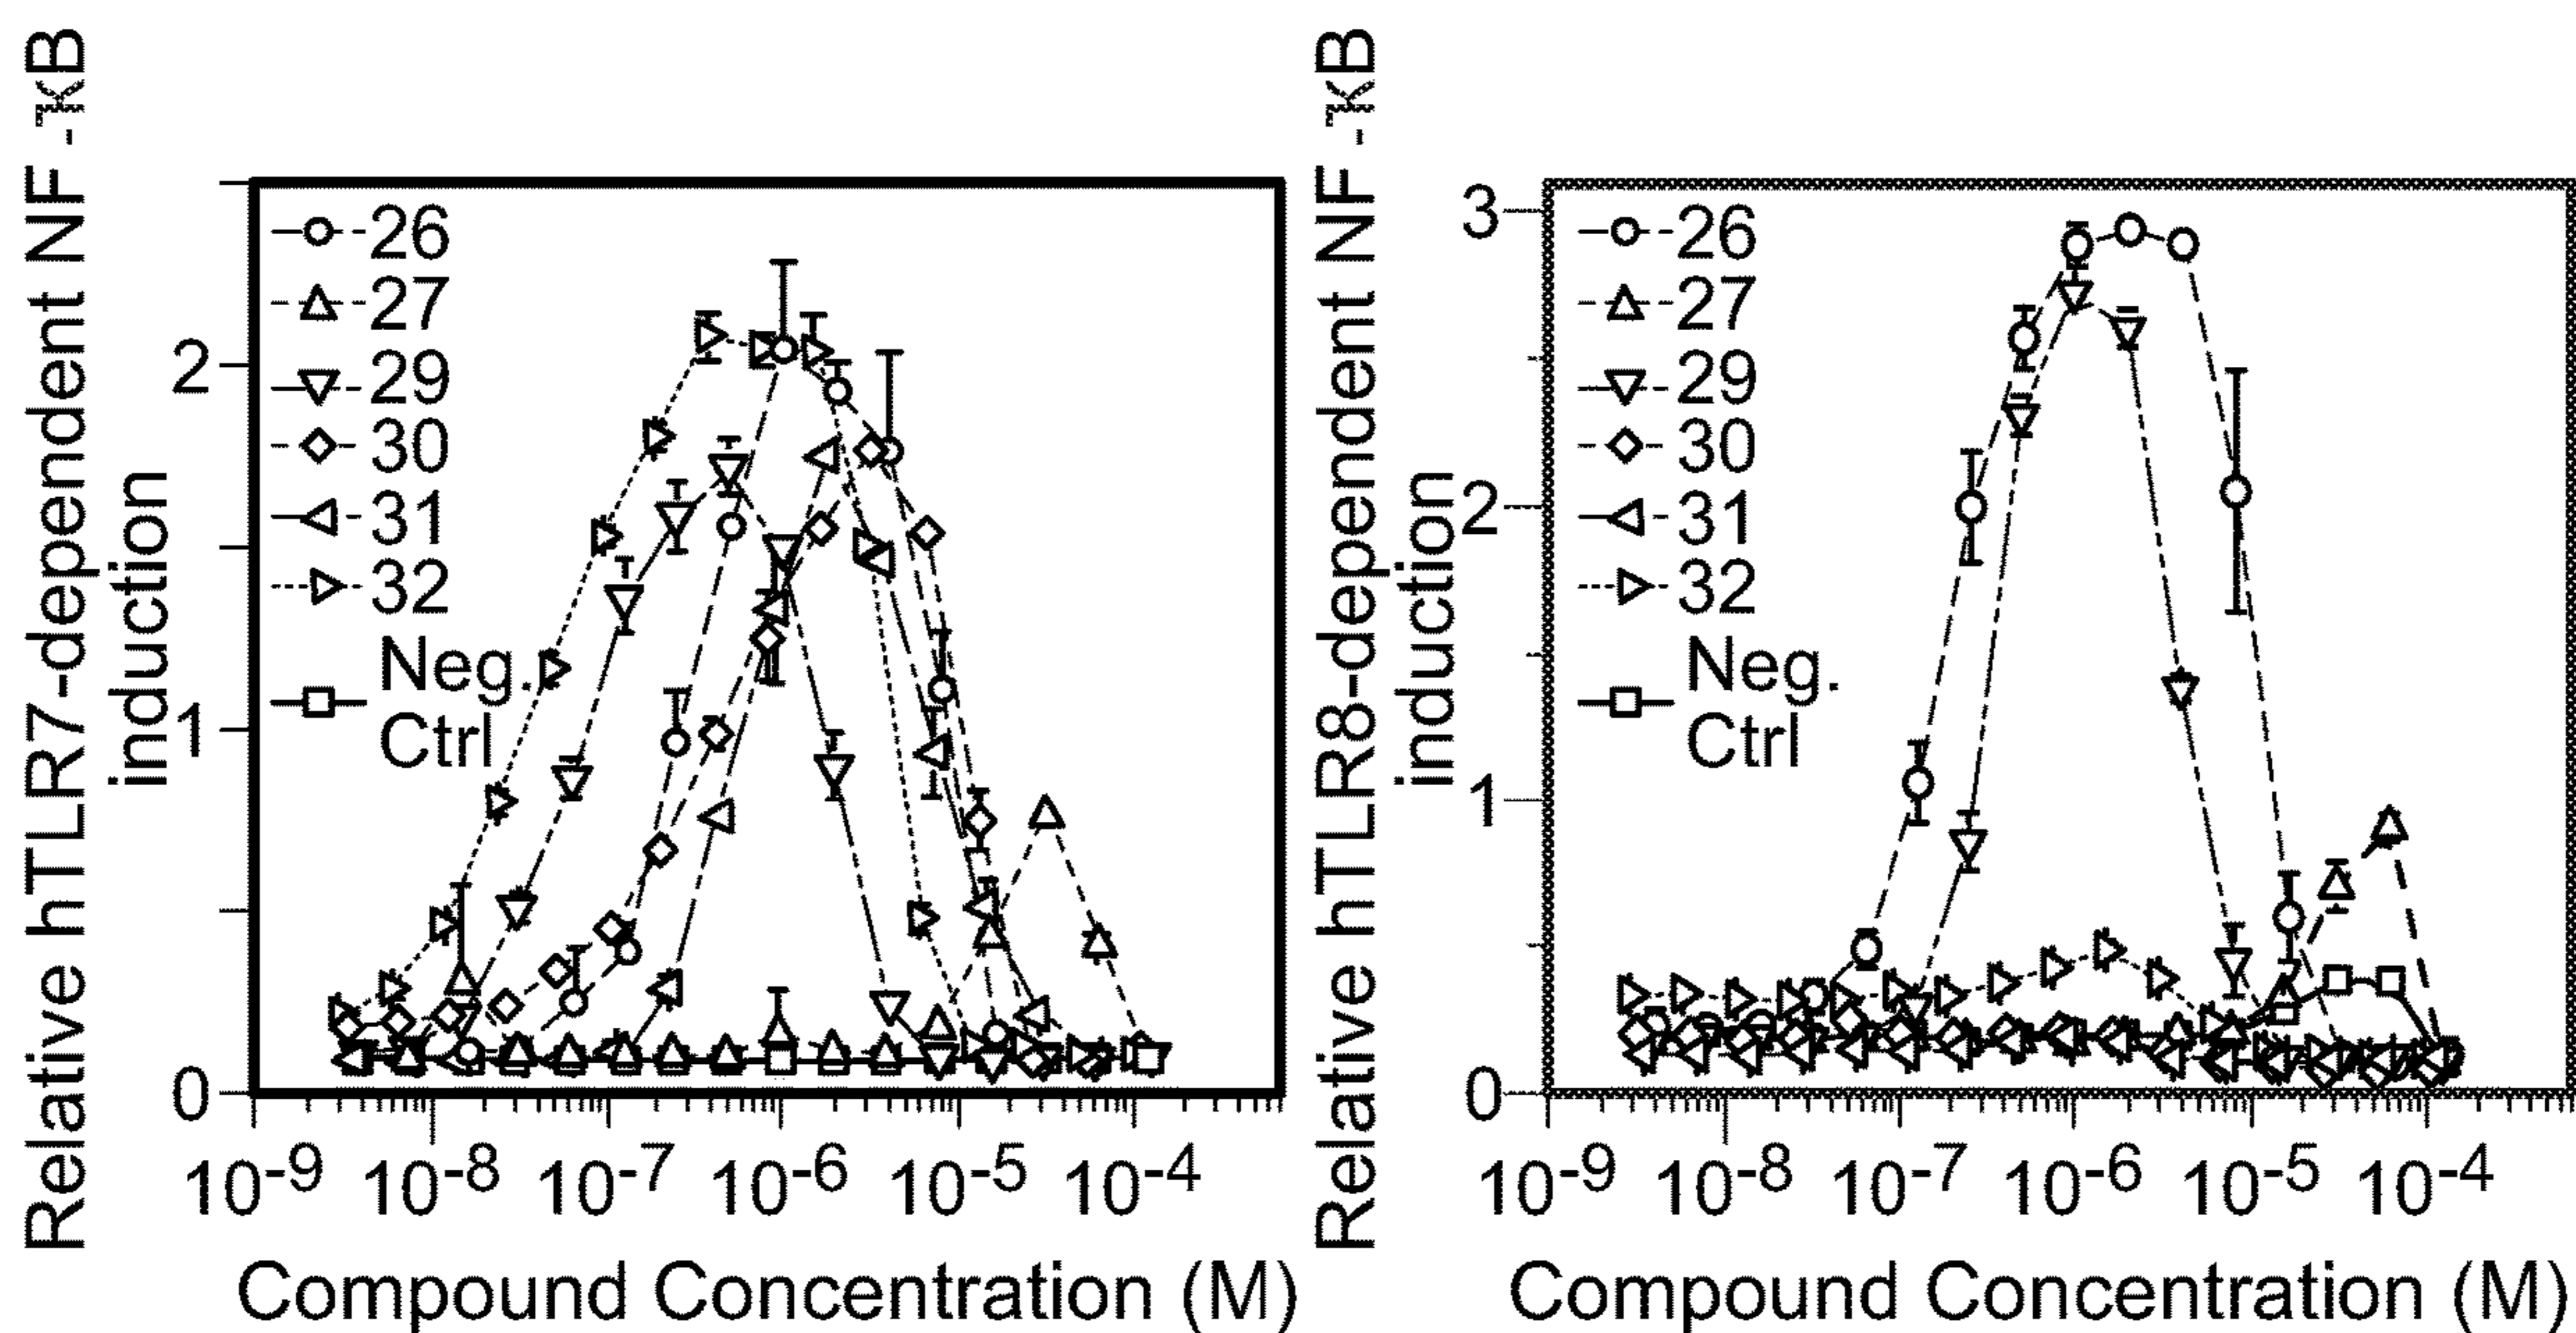 Relative hTLR7-dependent NF-κB
induction
2
1
0
26
27
29
30
31
32
Neg.
Ctrl
10-9 10-8 10-7 10-6 10-5 10-4
Compound Concentration (M)
Relative hTLR8-dependent NF-κB
induction
3
2
1
0
26
27
29
30
31
32
Neg.
Ctrl
10-9 10-8 10-7 10-6 10-5 10-4
Compound Concentration (M)